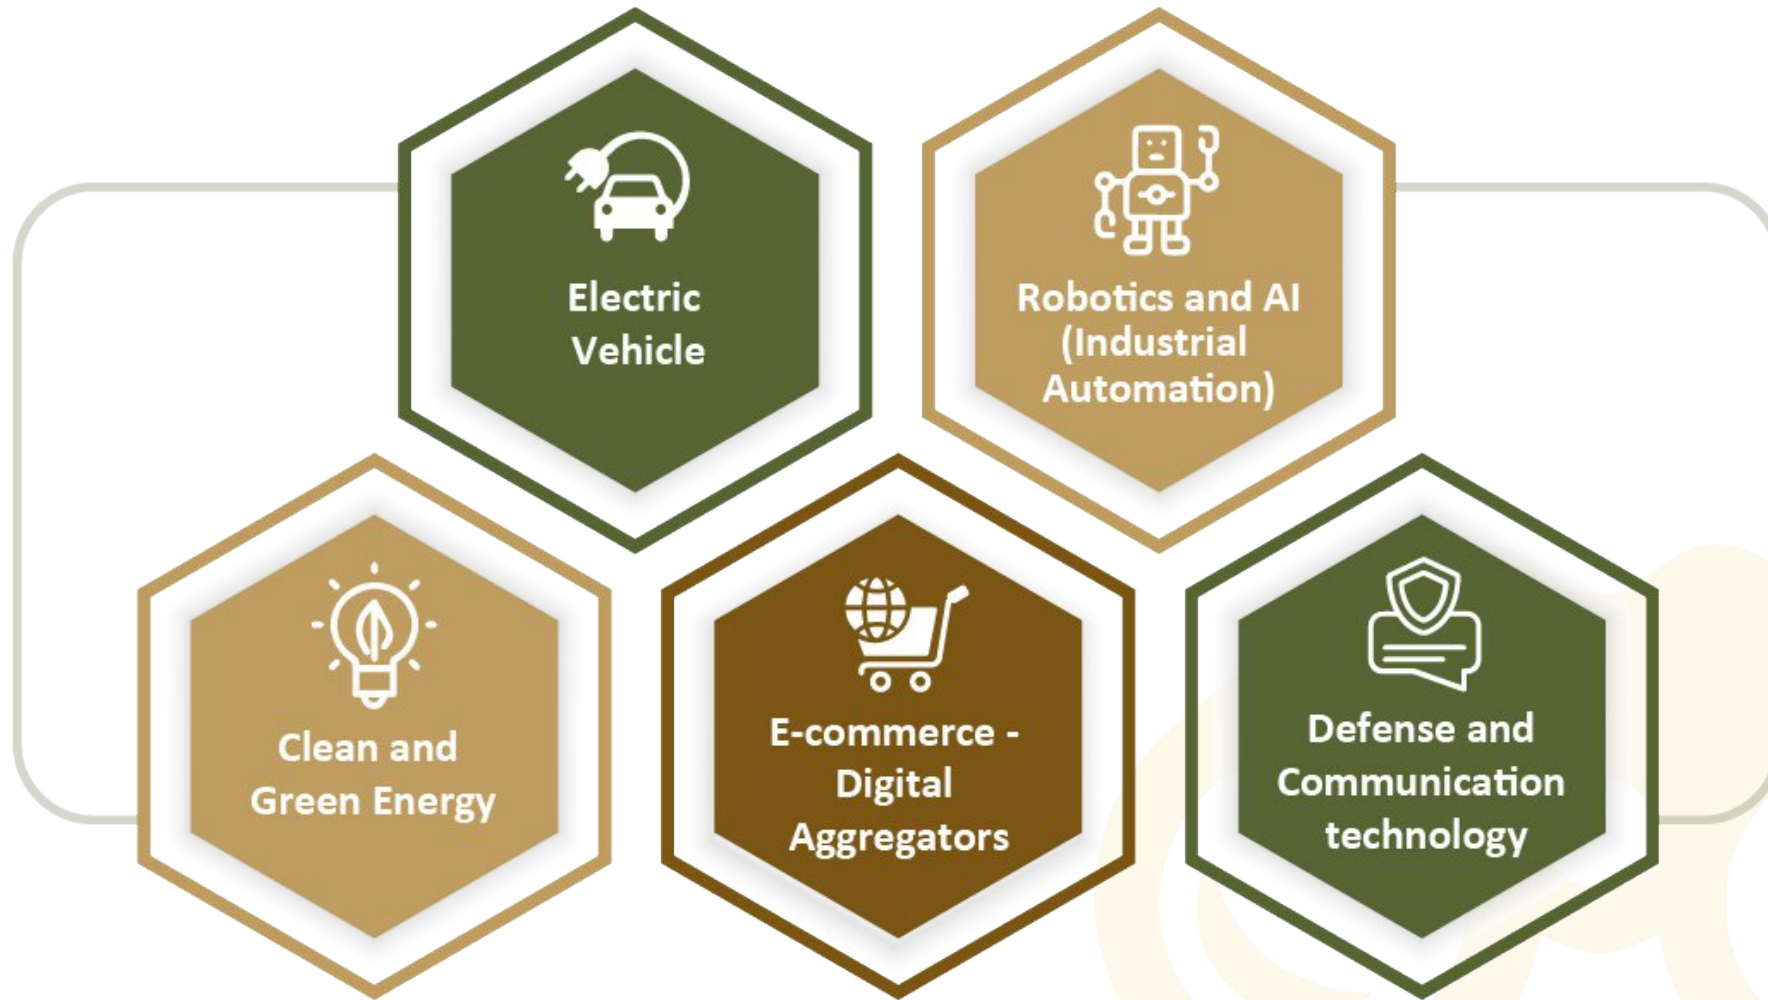 Electric
Vehicle
Robotics and AI
(Industrial
Automation)
Clean and
Green Energy
E-commerce -
Digital
Aggregators
Defense and
Communication
technology